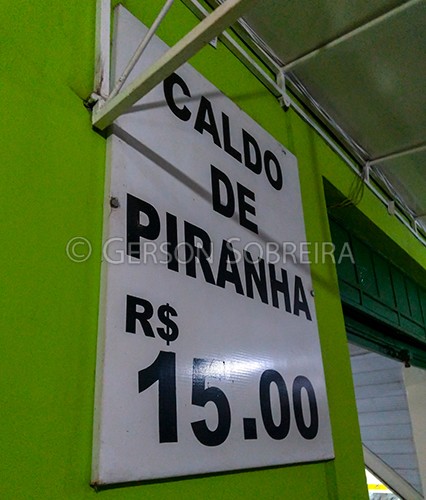 CALDO
DE
© GERSON SOBREIRA
PIRANHA
R$
15.00